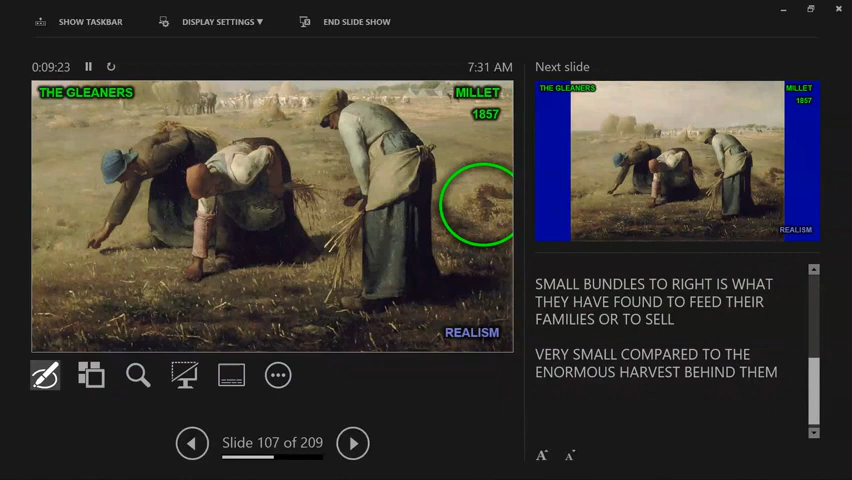 SHOW TASKBAR
DISPLAY SETTINGS ▼
END SLIDE SHOW
0:09:23
7:31 AM
Next slide
THE GLEANERS
MILLET
1857
REALISM
THE GLEANERS
MILLET
1857
REALISM
SMALL BUNDLES TO RIGHT IS WHAT
THEY HAVE FOUND TO FEED THEIR
FAMILIES OR TO SELL
VERY SMALL COMPARED TO THE
ENORMOUS HARVEST BEHIND THEM
Slide 107 of 209
A A